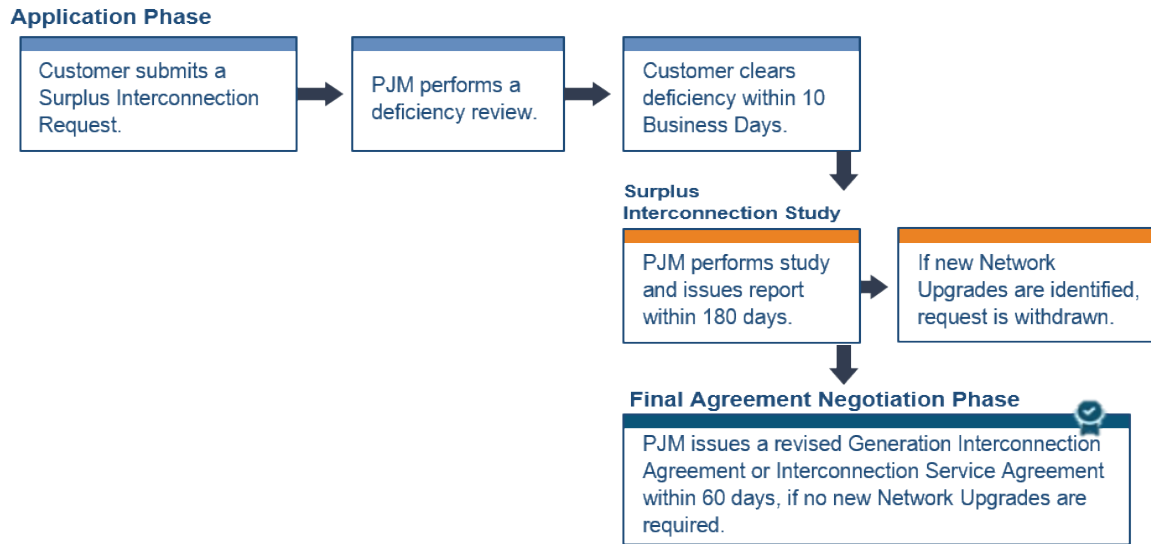 Application Phase
Customer submits a
Surplus Interconnection
Request.
PJM performs a
deficiency review.
Customer clears
deficiency within 10
Business Days.
Surplus
Interconnection Study
PJM performs study
and issues report
within 180 days.
If new Network
Upgrades are identified,
request is withdrawn.
Final Agreement Negotiation Phase
PJM issues a revised Generation Interconnection
Agreement or Interconnection Service Agreement
within 60 days, if no new Network Upgrades are
required.